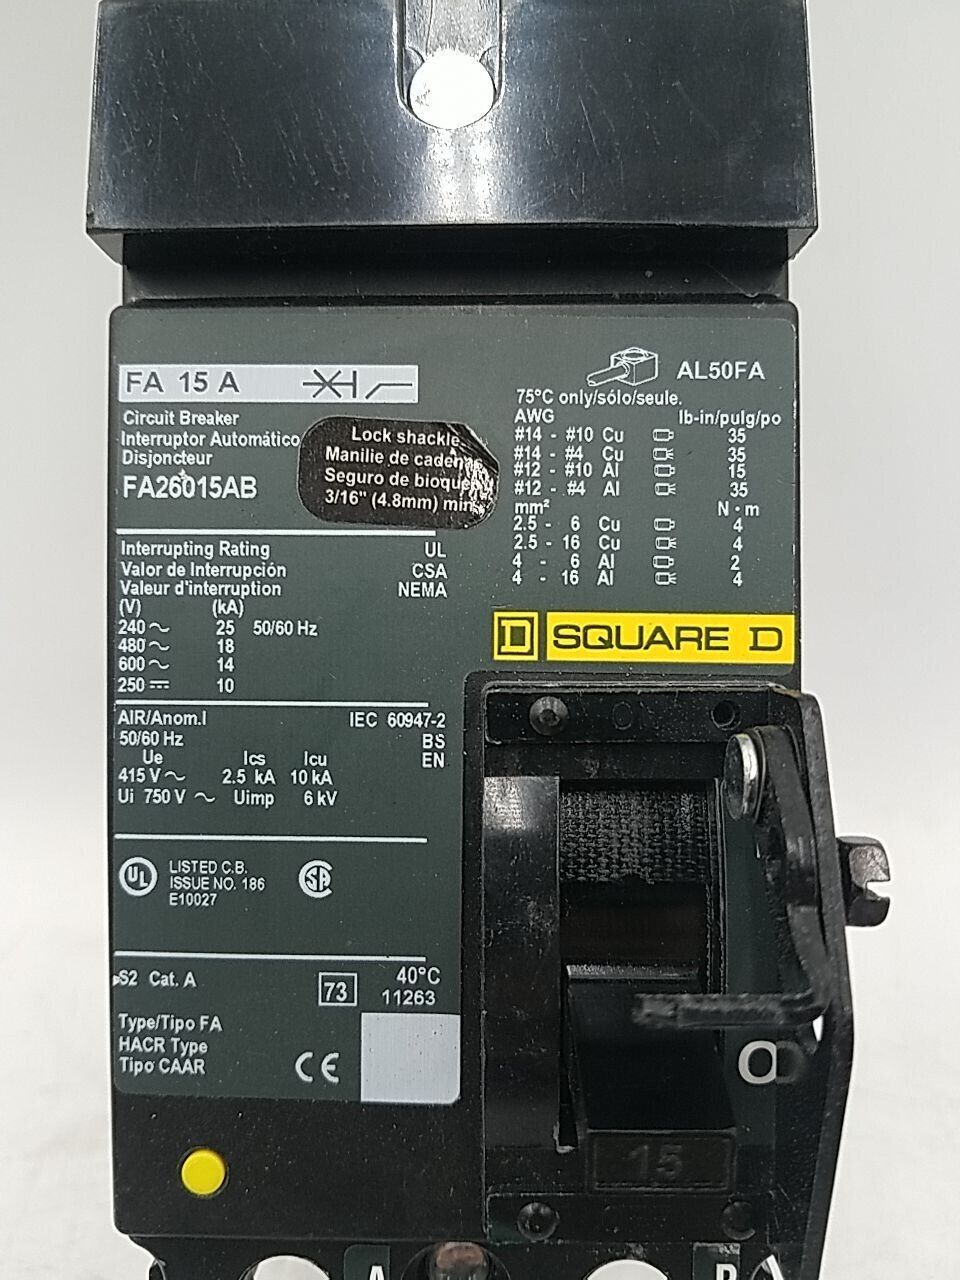 FA 15 A
Circuit Breaker
Interruptor Automático
Disjoncteur
FA26015AB
Lock shackle
Manilie de cadenas
Seguro de bioqueo
3/16" (4.8mm) min.
AL50FA
75°C only/sólo/seule.
AWG lb-in/pulg/po
#14 - #10 Cu 35
#14 - #4 Cu 35
#12 - #10 Al 15
#12 - #4 Al 35
mm² N·m
2.5 - 6 Cu 4
2.5 - 16 Cu 4
4 - 6 Al 2
4 - 16 Al 4
Interrupting Rating UL
Valor de Interrupción CSA
Valeur d'interruption NEMA
(V) (kA)
240~ 25 50/60 Hz
480~ 18
600~ 14
250 ⎓ 10
D SQUARE D
AIR/Anom.I IEC 60947-2
50/60 Hz BS
Ue Ics Icu EN
415 V~ 2.5 kA 10 kA
Ui 750 V ~ Uimp 6 kV
UL
LISTED C.B.
ISSUE NO. 186
E10027
SA
S2 Cat. A 73 40°C
11263
Type/Tipo FA
HACR Type
Tipo CAAR
CE
O
15
A B